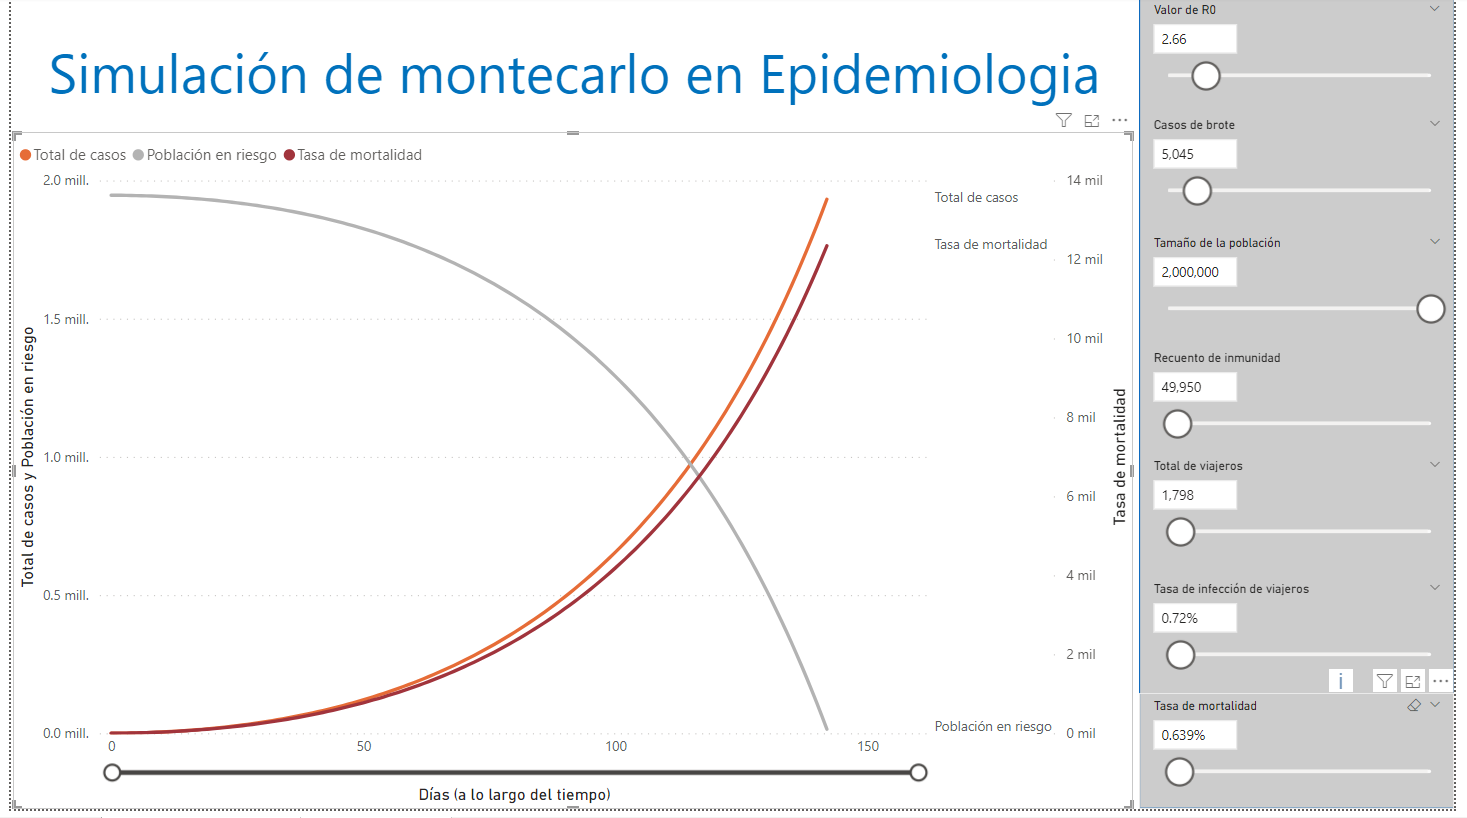 Simulación de montecarlo en Epidemiologia
Total de casos Población en riesgo Tasa de mortalidad
2.0 mill.
1.5 mill.
1.0 mill.
0.5 mill.
0.0 mill.
Total de casos y Población en riesgo
Total de casos
Tasa de mortalidad
Población en riesgo
14 mil
12 mil
10 mil
8 mil
6 mil
4 mil
2 mil
0 mil
Tasa de mortalidad
0 50 100 150
Días (a lo largo del tiempo)
Valor de R0
2.66
Casos de brote
5,045
Tamaño de la población
2,000,000
Recuento de inmunidad
49,950
Total de viajeros
1,798
Tasa de infección de viajeros
0.72%
Tasa de mortalidad
0.639%